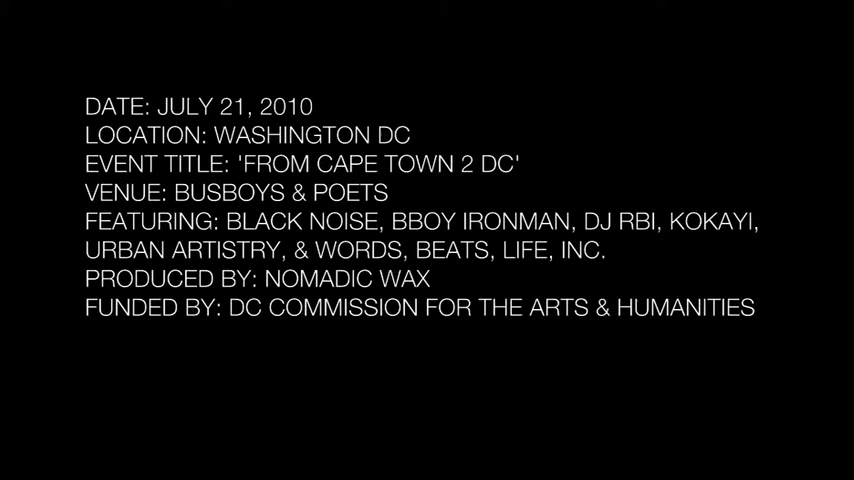 DATE: JULY 21, 2010
LOCATION: WASHINGTON DC
EVENT TITLE: 'FROM CAPE TOWN 2 DC'
VENUE: BUSBOYS & POETS
FEATURING: BLACK NOISE, BBOY IRONMAN, DJ RBI, KOKAYI,
URBAN ARTISTRY, & WORDS, BEATS, LIFE, INC.
PRODUCED BY: NOMADIC WAX
FUNDED BY: DC COMMISSION FOR THE ARTS & HUMANITIES